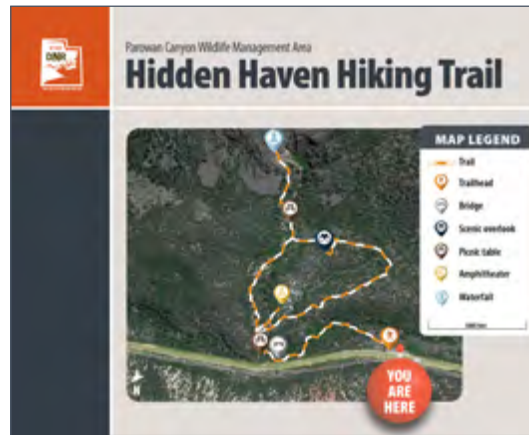 DNR
Parowan Canyon Wildlife Management Area
Hidden Haven Hiking Trail
MAP LEGEND
Trail
Trailhead
Bridge
Scenic overlook
Picnic table
Amphitheater
Waterfall
YOU
ARE
HERE
N